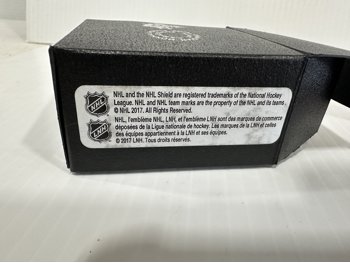 NHL and the NHL Shield are registered trademarks of the National Hockey
League. NHL and NHL team marks are the property of the NHL and its teams
© NHL 2017. All Rights Reserved.
NHL, l'emblème NHL, LNH, et l'emblème LNH sont des marques de commerce
déposées de la Ligue nationale de hockey. Les marques de la LNH et celles
des équipes appartiennent à la LNH et ses équipes.
© 2017 LNH. Tous droits réservés.
NHL
LNH